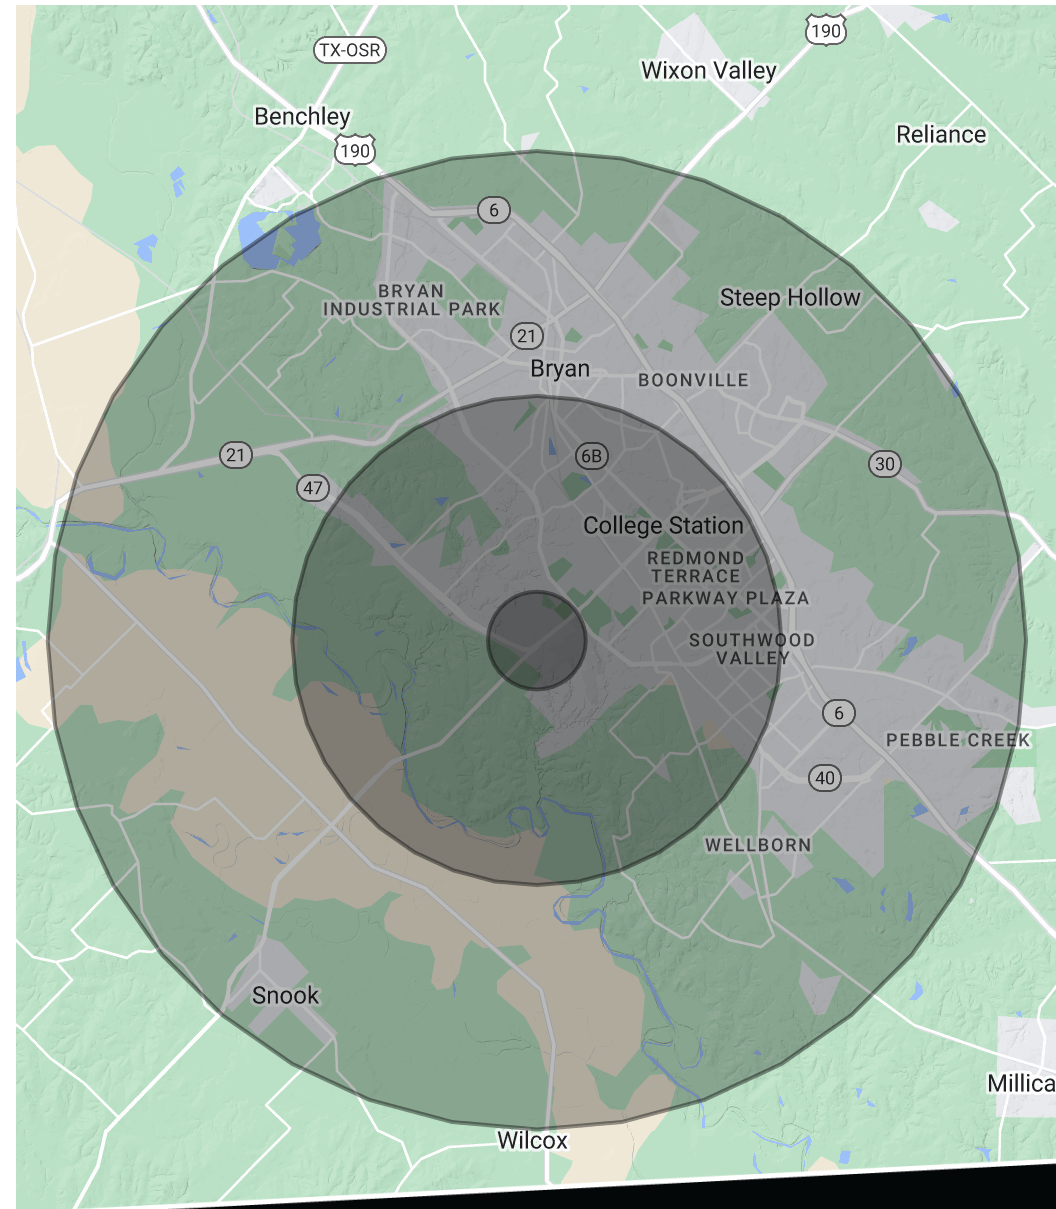 190
Wixon Valley
TX-OSR
Benchley
190
Reliance
6
BRYAN
INDUSTRIAL PARK
Steep Hollow
21
Bryan
BOONVILLE
21
6B
30
47
College Station
REDMOND
TERRACE
PARKWAY PLAZA
SOUTHWOOD
VALLEY
6
PEBBLE CREEK
40
WELLBORN
Snook
Millica
Wilcox